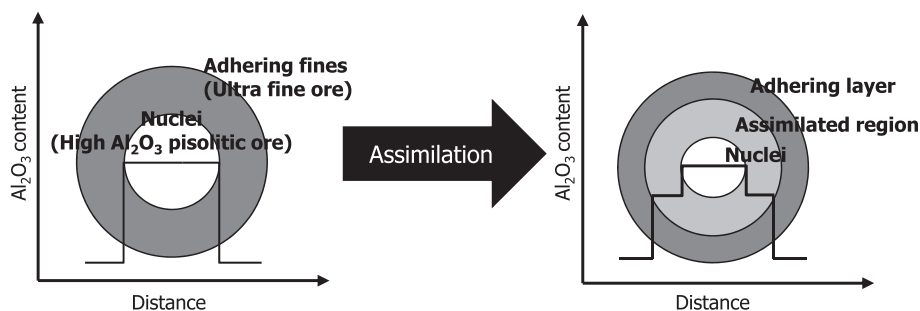 Al₂O₃ content
Adhering fines
(Ultra fine ore)
Nuclei
(High Al₂O₃ pisolitic ore)
Distance
Assimilation
Al₂O₃ content
Adhering layer
Assimilated region
Nuclei
Distance